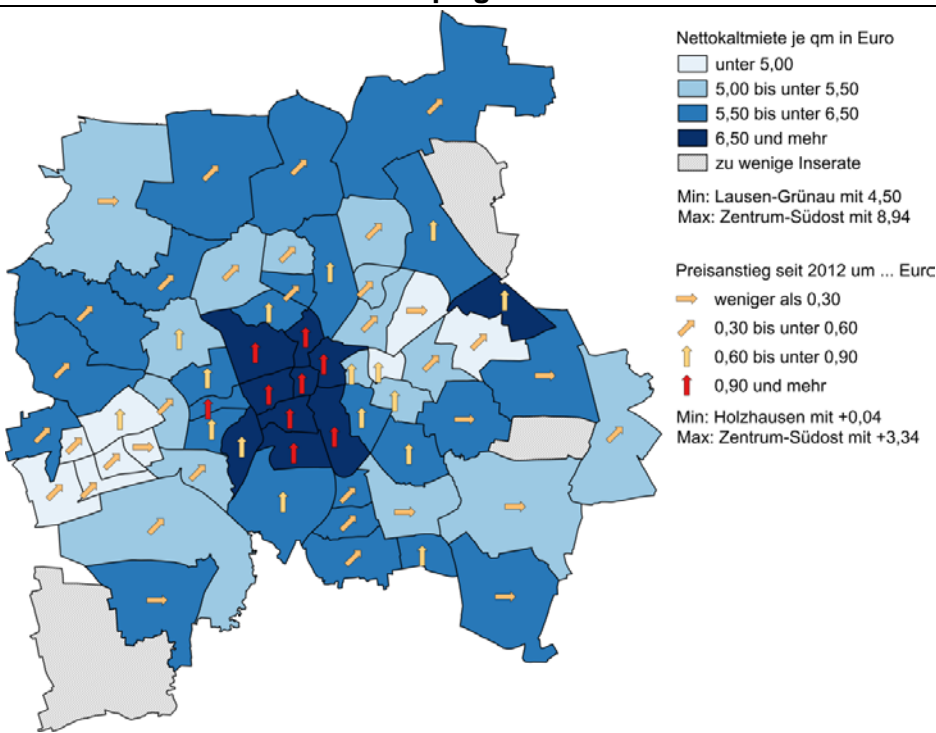 Nettokaltmiete je qm in Euro
unter 5,00
5,00 bis unter 5,50
5,50 bis unter 6,50
6,50 und mehr
zu wenige Inserate
Min: Lausen-Grünau mit 4,50
Max: Zentrum-Südost mit 8,94
Preisanstieg seit 2012 um ... Euro
weniger als 0,30
0,30 bis unter 0,60
0,60 bis unter 0,90
0,90 und mehr
Min: Holzhausen mit +0,04
Max: Zentrum-Südost mit +3,34